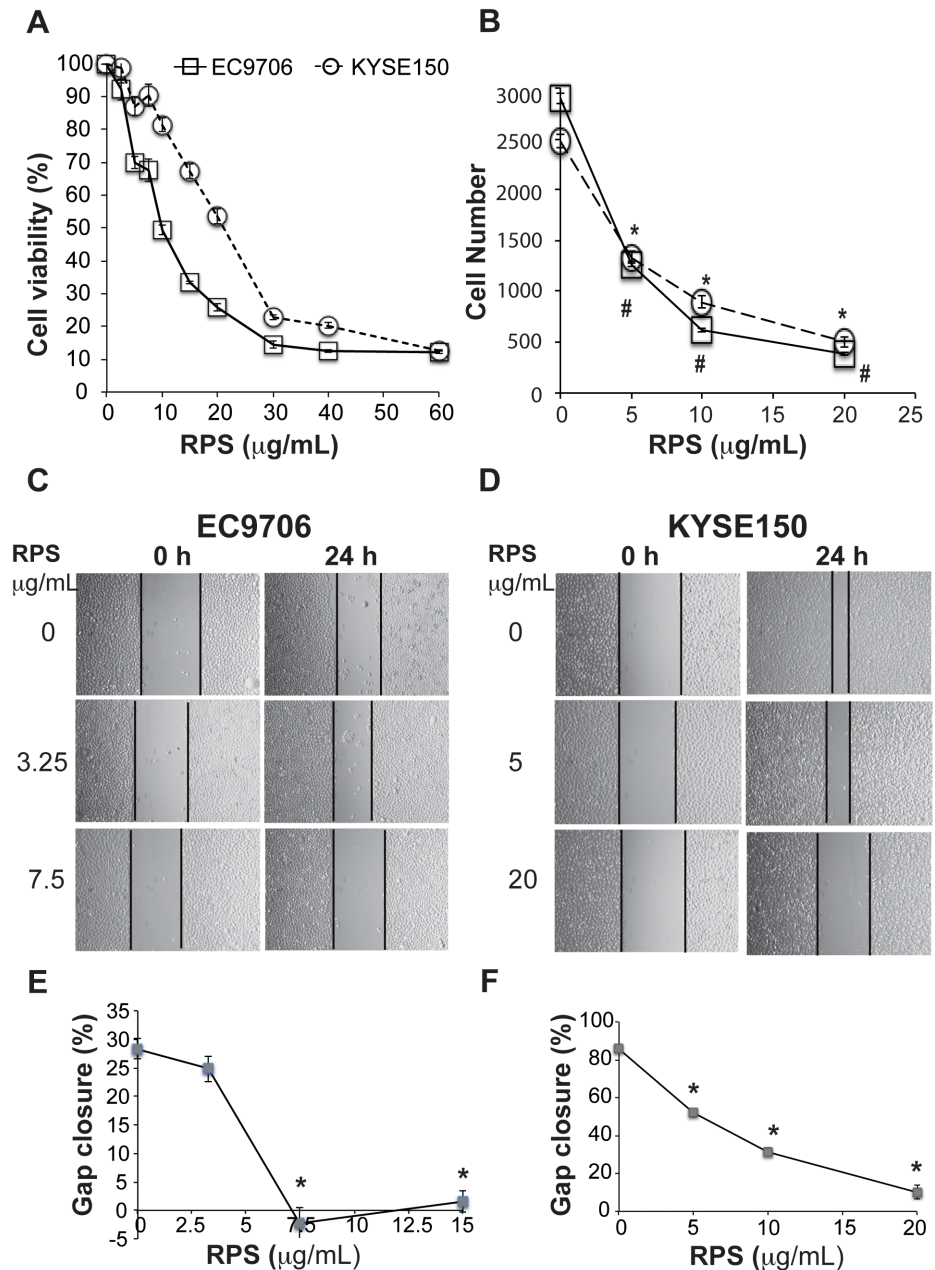 A
EC9706 KYSE150
100
90
80
70
60
50
40
30
20
10
0
Cell viability (%)
0 10 20 30 40 60
RPS (μg/mL)
B
3000
2500
2000
1500
1000
500
0
Cell Number
* * *
# # #
0 5 10 15 20 25
RPS (μg/mL)
C
EC9706
RPS 0 h 24 h
μg/mL
0
3.25
7.5
D
KYSE150
RPS 0 h 24 h
μg/mL
0
5
20
E
35
30
25
20
15
10
5
0
-5
Gap closure (%)
* *
0 2.5 5 7.5 10 12.5 15
RPS (μg/mL)
F
100
80
60
40
20
0
Gap closure (%)
* * *
0 5 10 15 20
RPS (μg/mL)